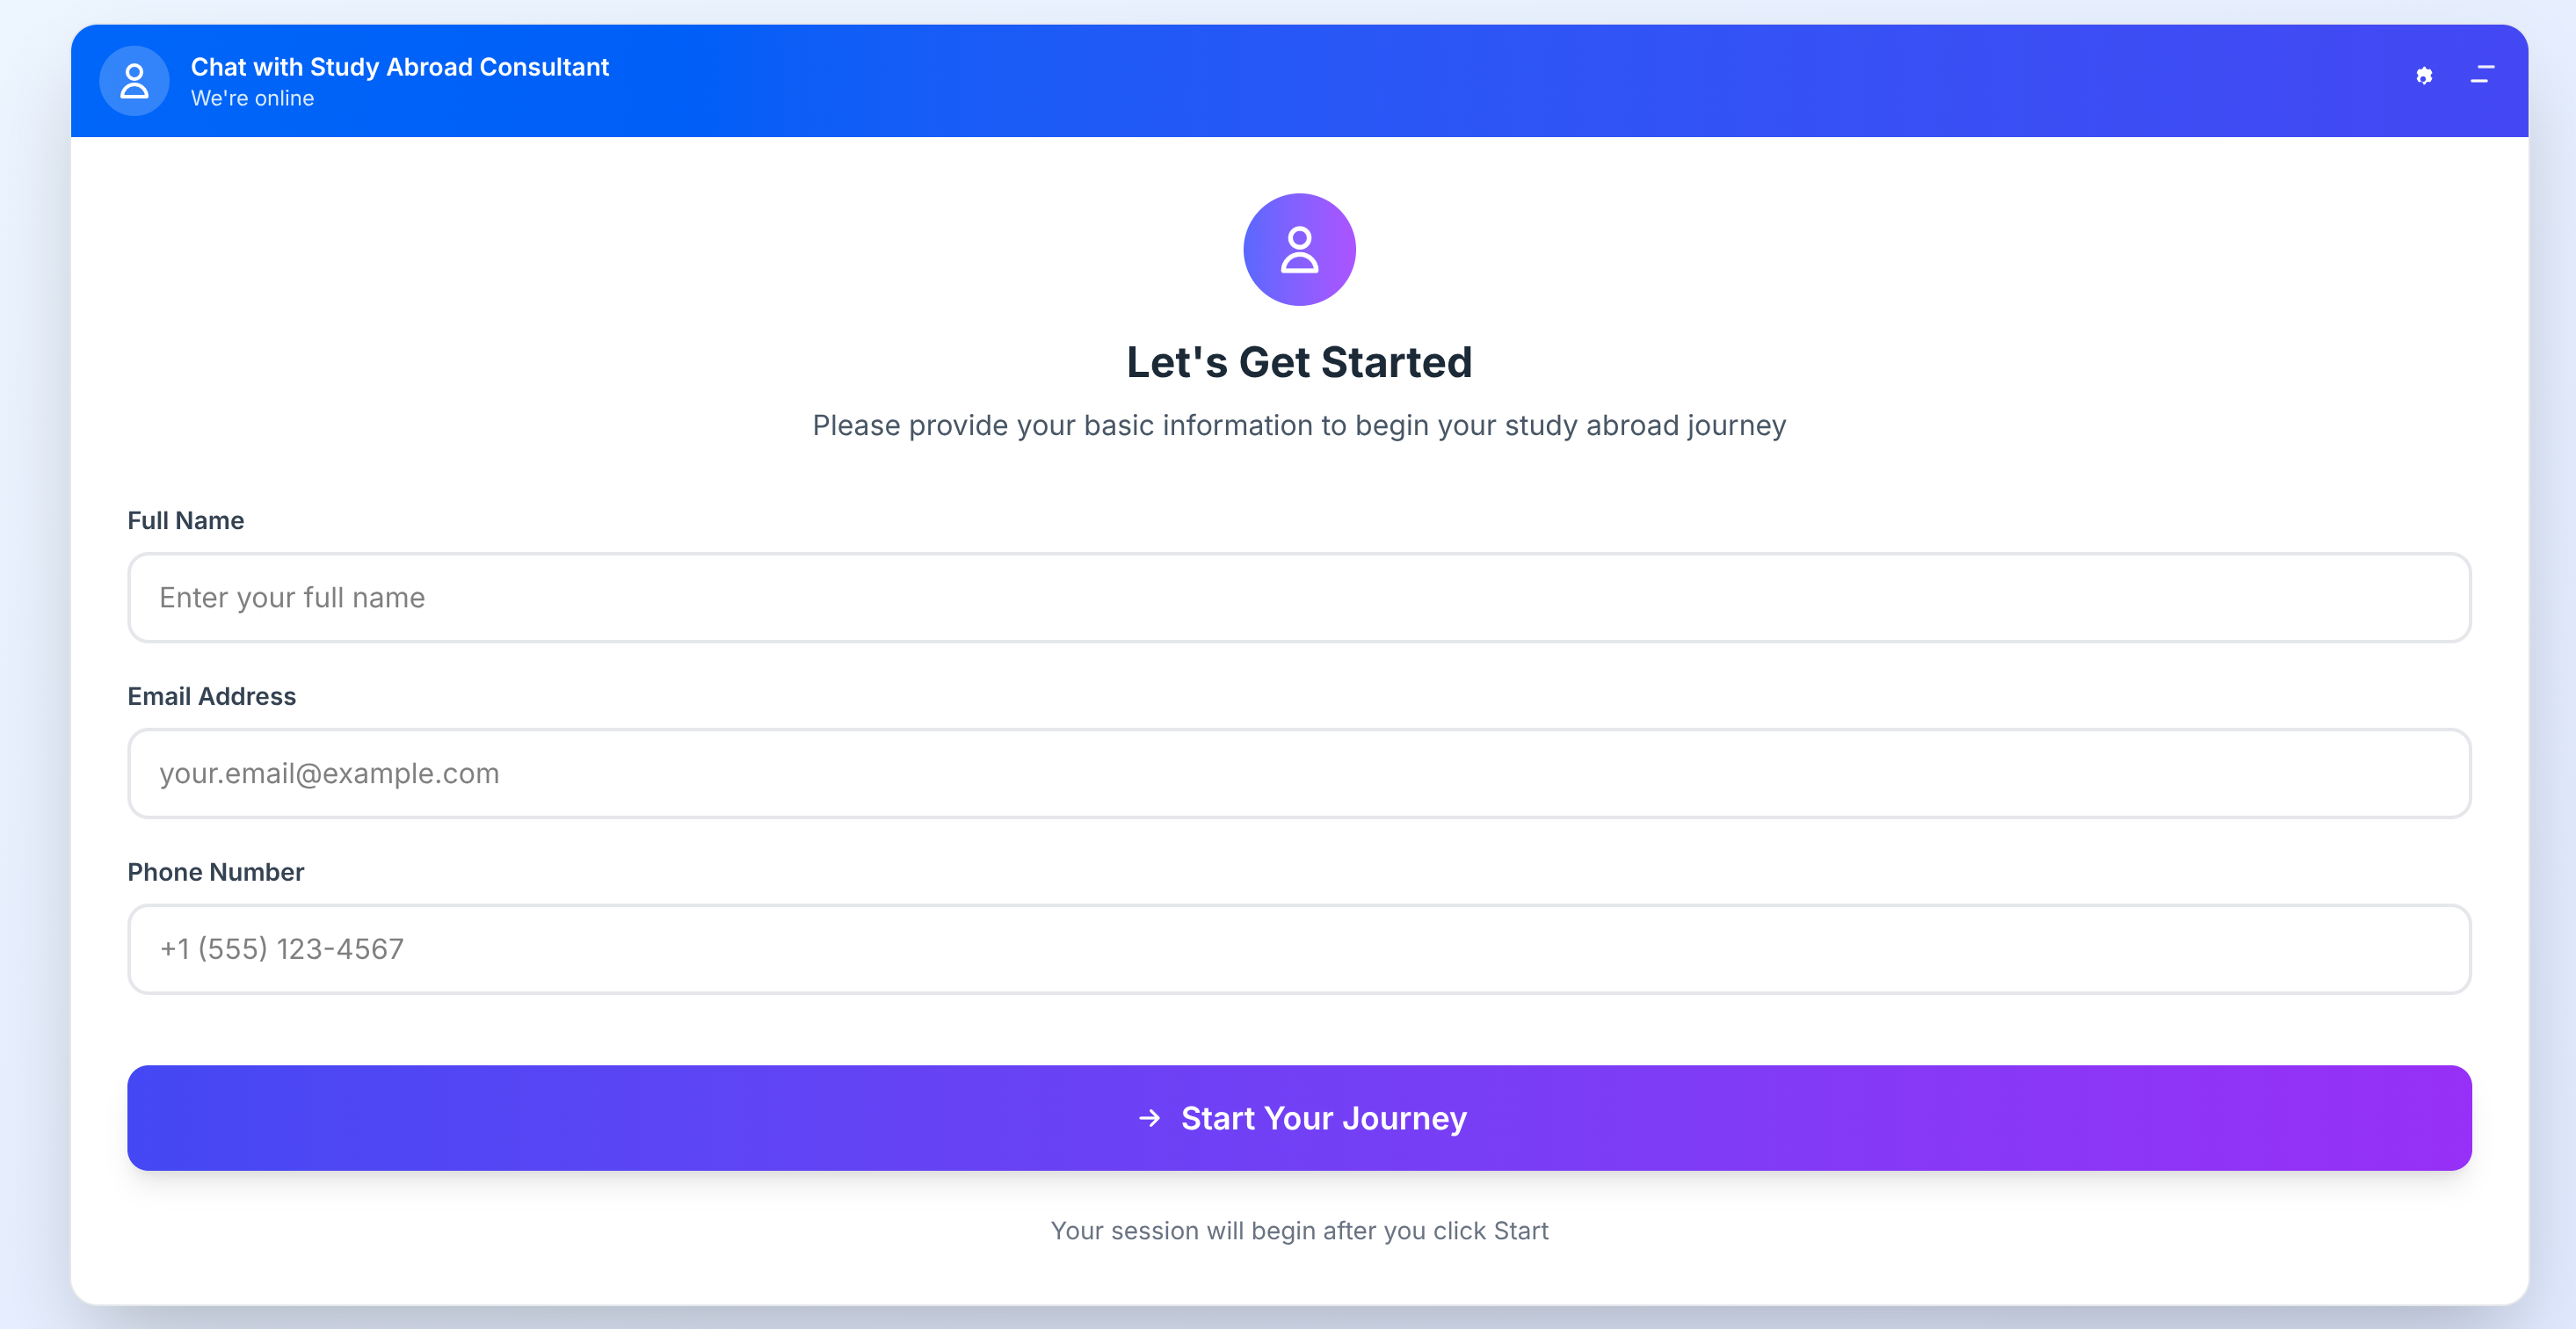 Chat with Study Abroad Consultant
We're online
Let's Get Started
Please provide your basic information to begin your study abroad journey
Full Name
Enter your full name
Email Address
your.email@example.com
Phone Number
+1 (555) 123-4567
Start Your Journey
Your session will begin after you click Start